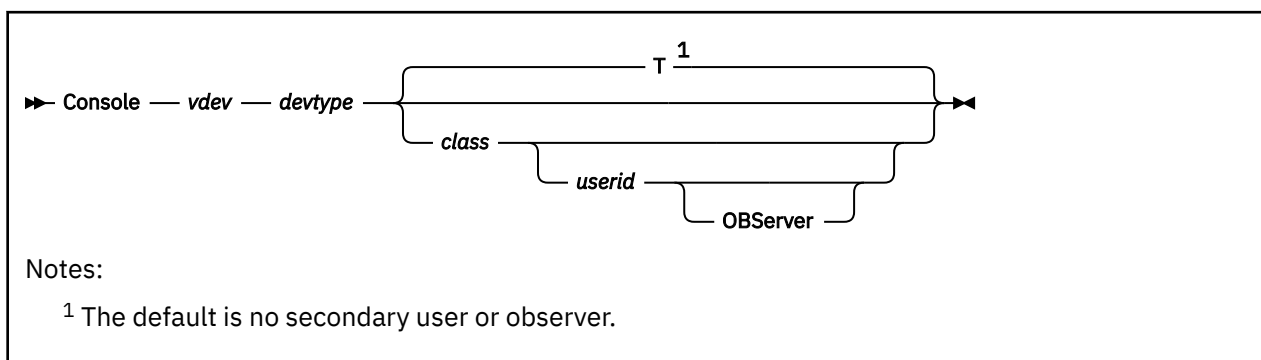 T 1
Console vdev devtype
class
userid
OBServer
Notes:
1 The default is no secondary user or observer.